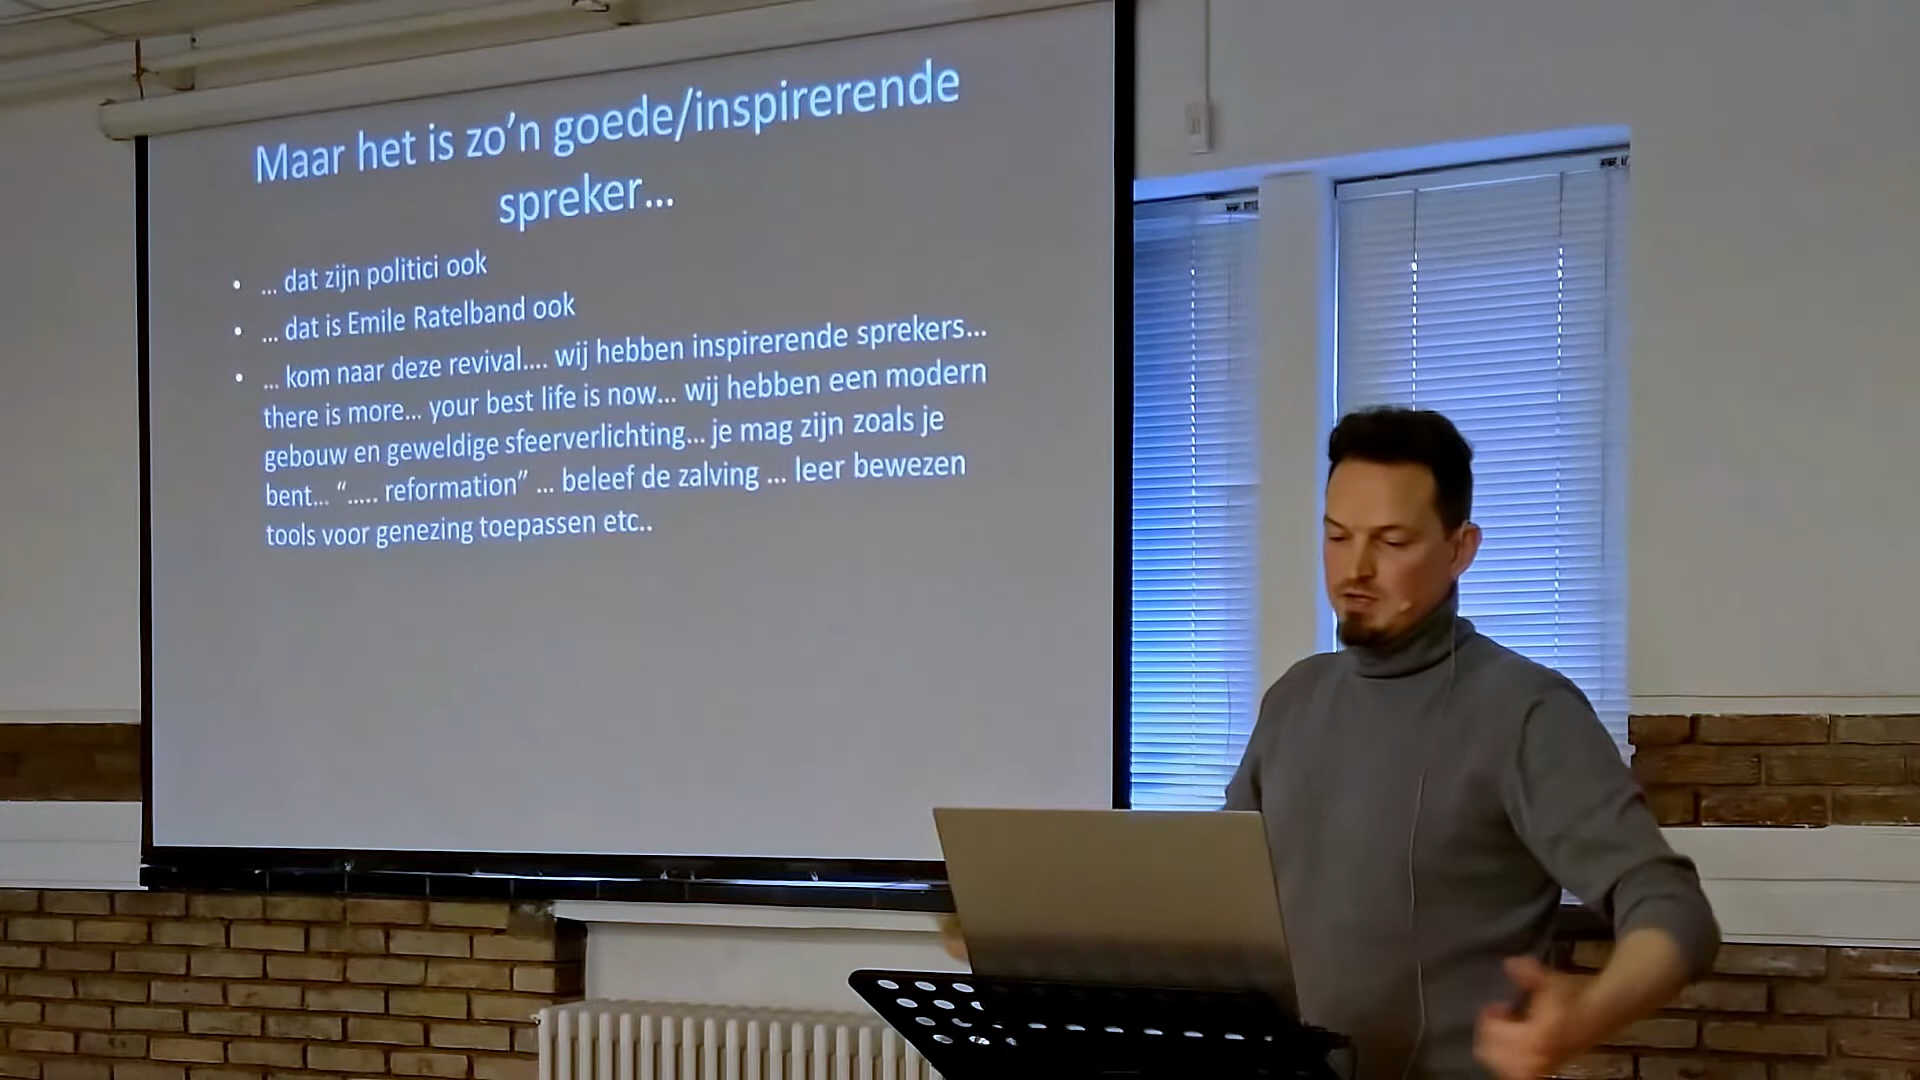 Maar het is zo'n goede/inspirerende
spreker...
• ... dat zijn politici ook
• ... dat is Emile Ratelband ook
• ... kom naar deze revival.... wij hebben inspirerende sprekers...
there is more... your best life is now... wij hebben een modern
gebouw en geweldige sfeerverlichting... je mag zijn zoals je
bent... “..... reformation” ... beleef de zalving ... leer bewezen
tools voor genezing toepassen etc..